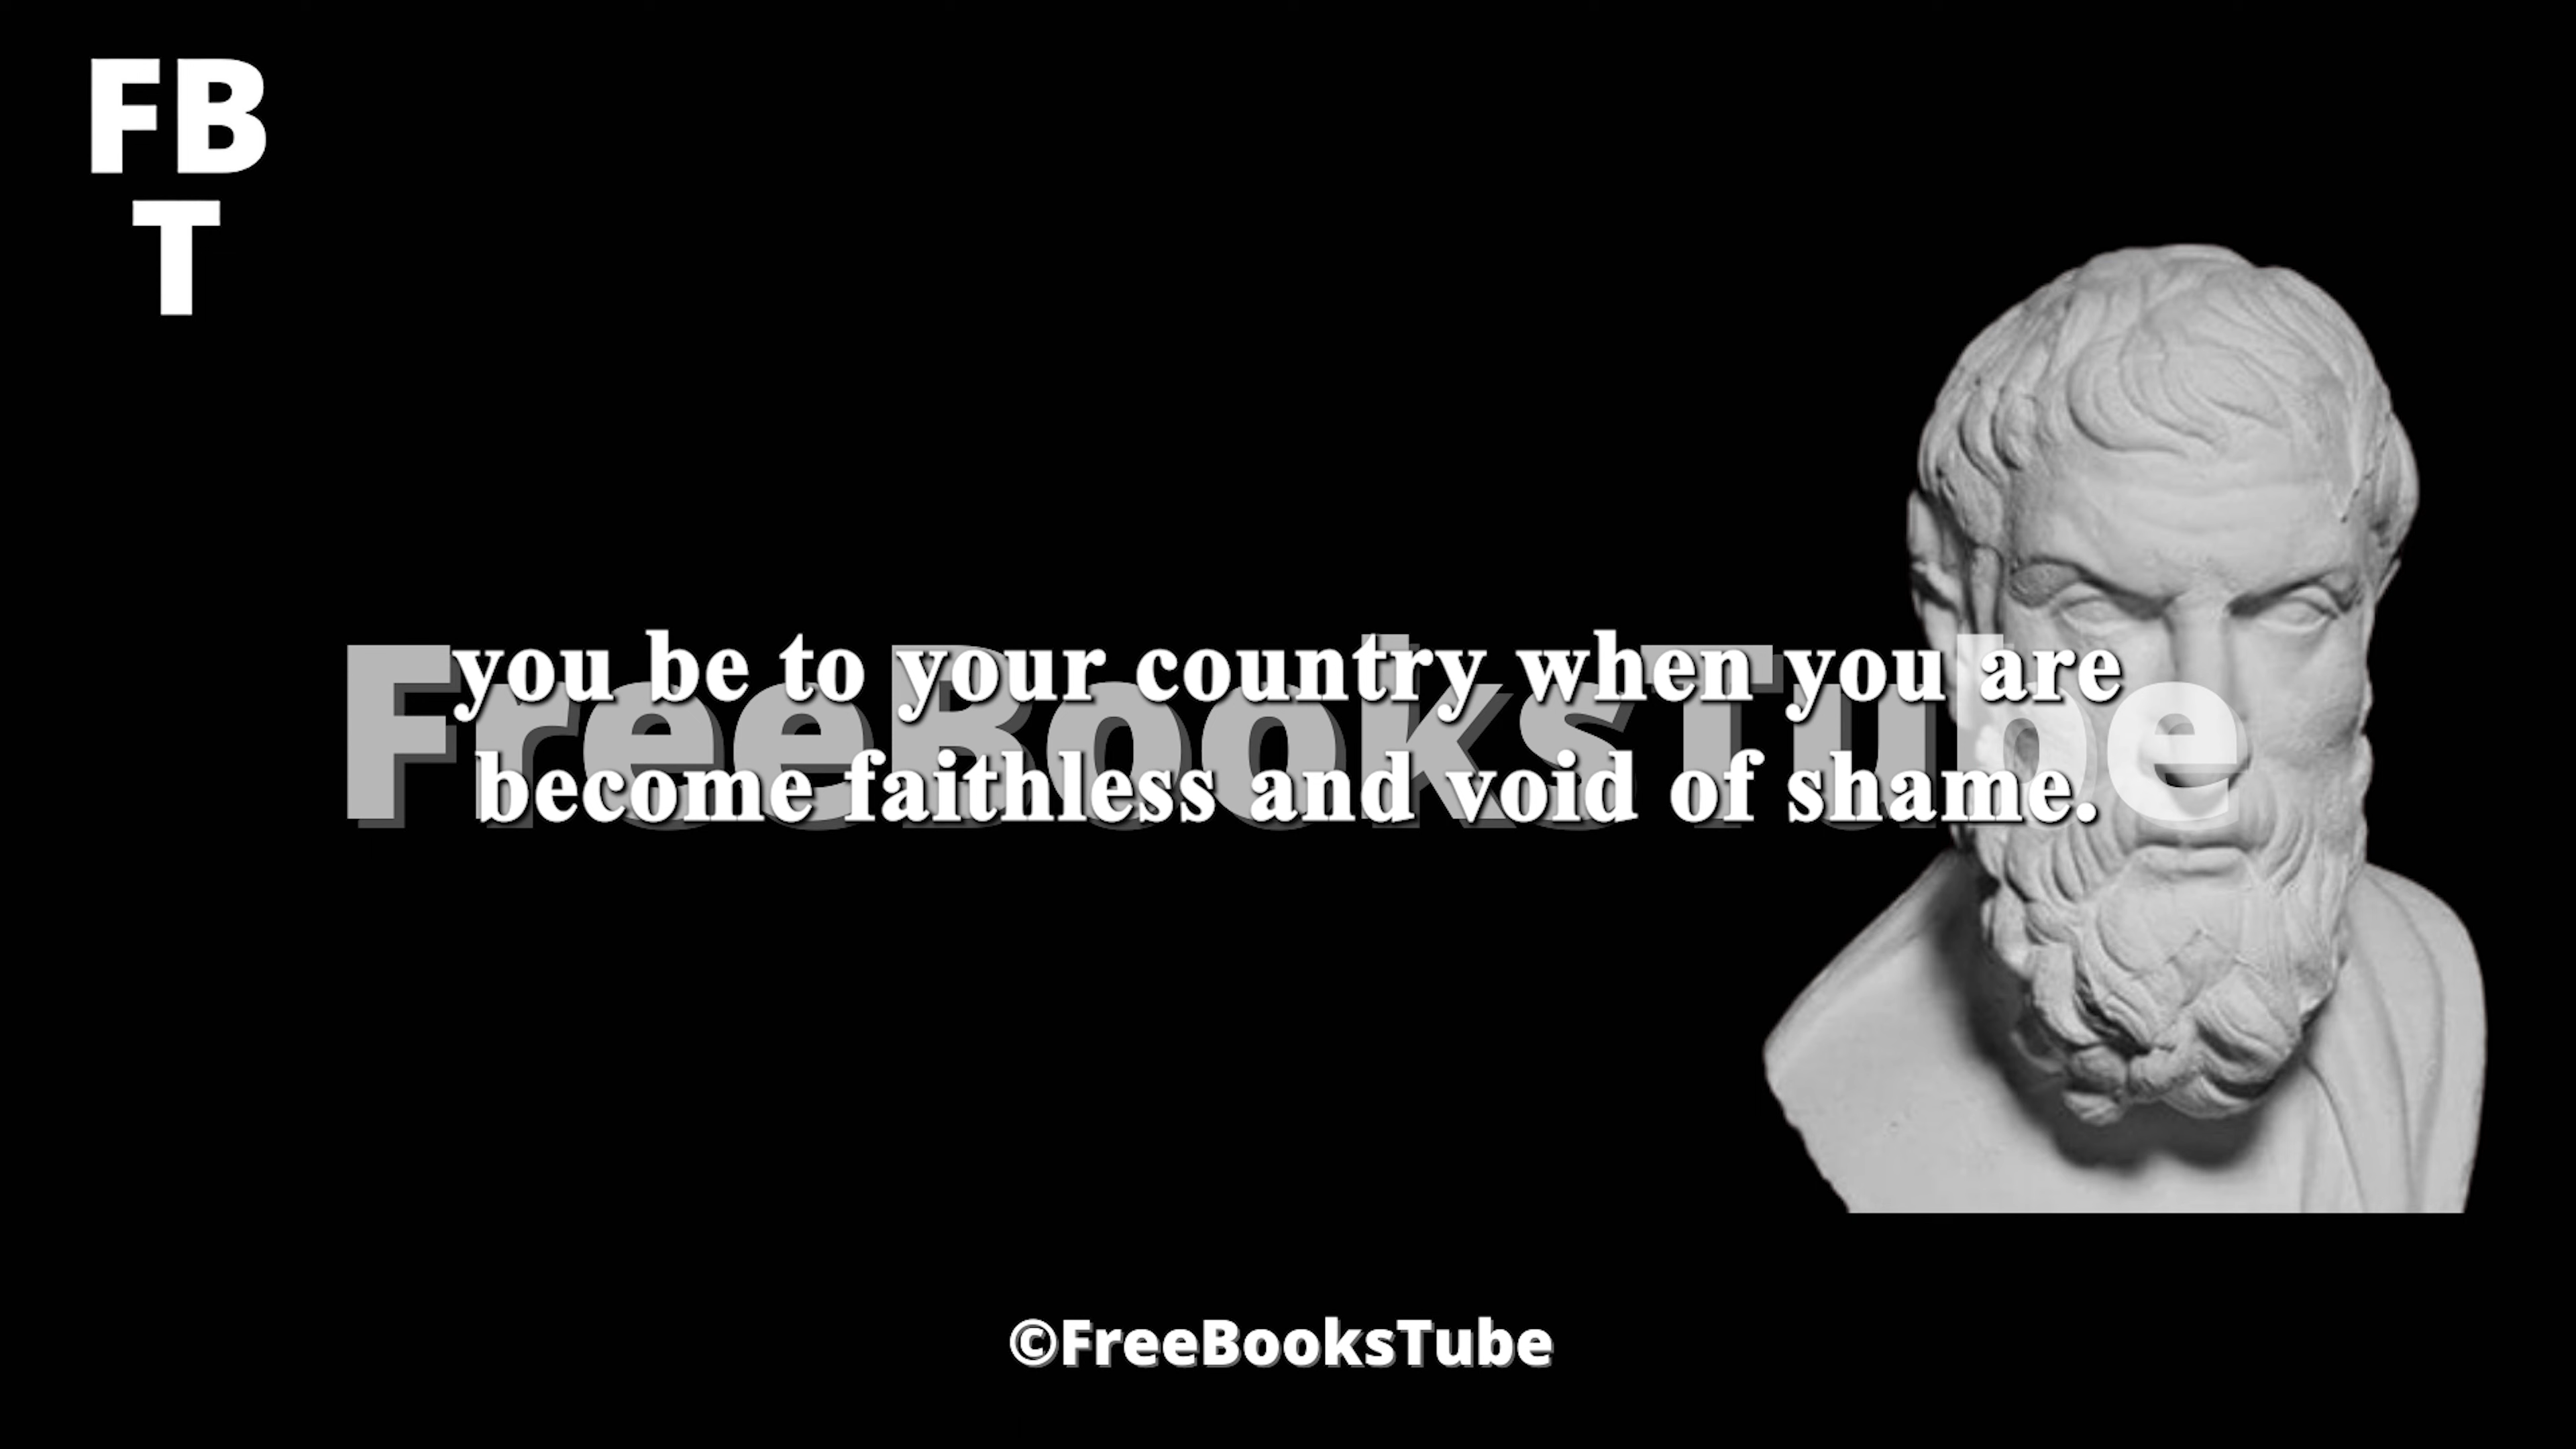 FB
T
FreeBooksTube
you be to your country when you are
become faithless and void of shame.
©FreeBooksTube